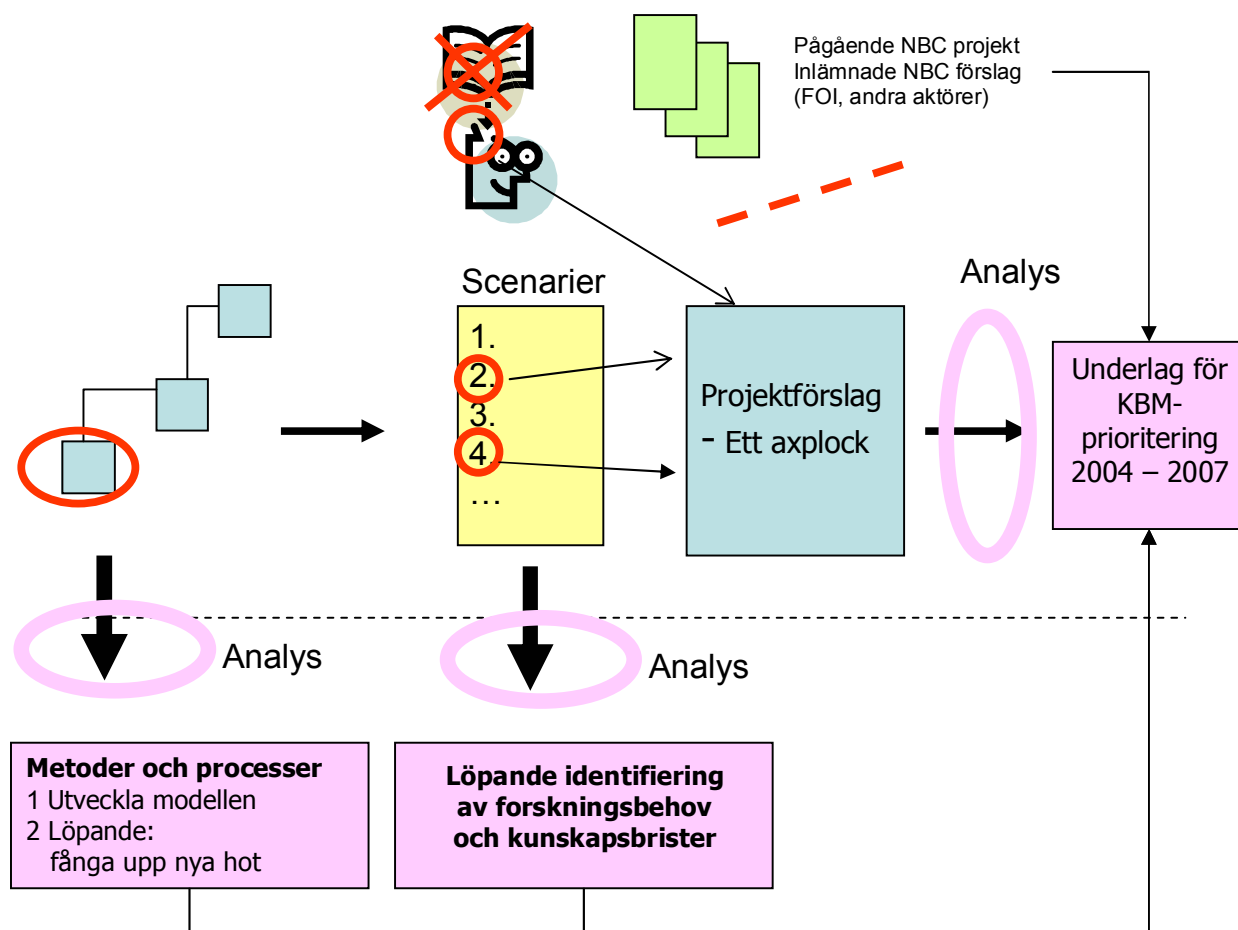 Pågående NBC projekt
Inlämnade NBC förslag
(FOI, andra aktörer)
Scenarier
1.
2.
3.
4.
...
Projektförslag
- Ett axplock
Analys
Underlag för
KBM-
prioritering
2004 – 2007
Analys
Analys
Metoder och processer
1 Utveckla modellen
2 Löpande:
fånga upp nya hot
Löpande identifiering
av forskningsbehov
och kunskapsbrister